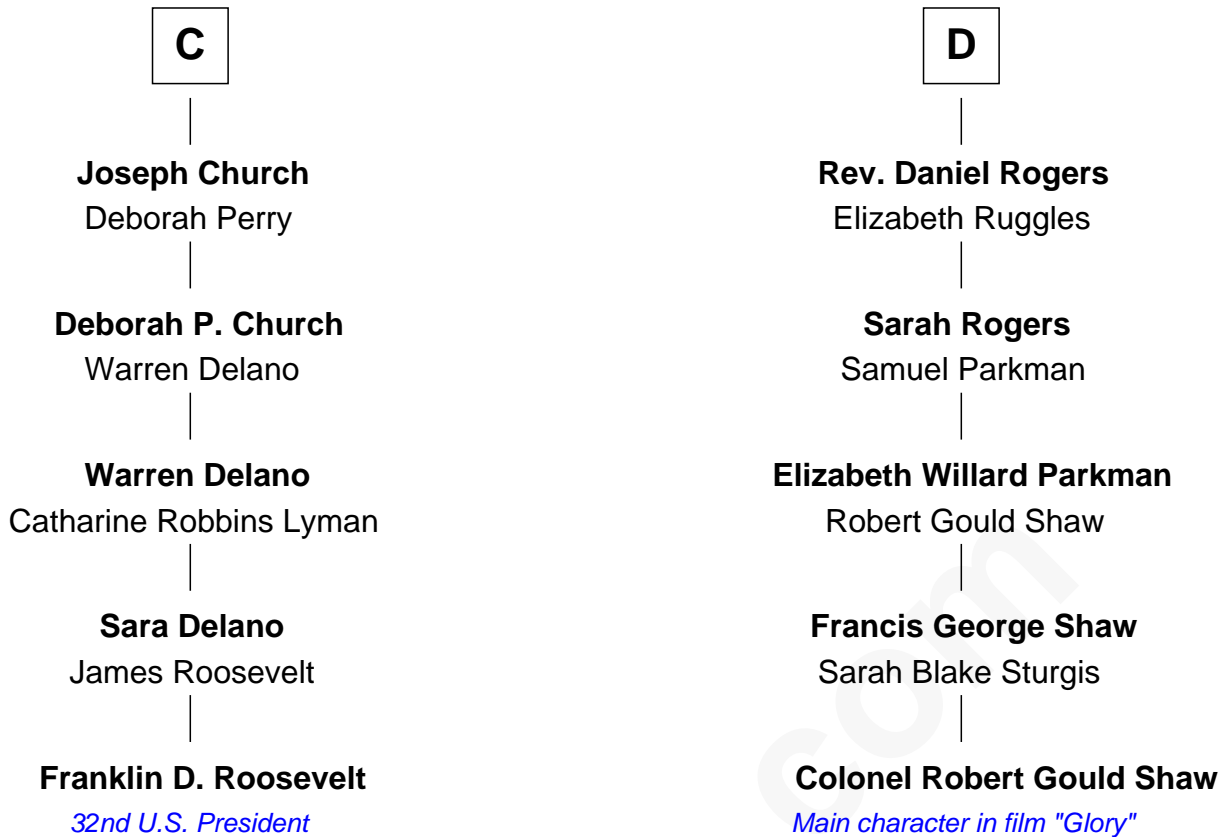 C
Joseph Church
Deborah Perry
Deborah P. Church
Warren Delano
Warren Delano
Catharine Robbins Lyman
Sara Delano
James Roosevelt
Franklin D. Roosevelt
32nd U.S. President
D
Rev. Daniel Rogers
Elizabeth Ruggles
Sarah Rogers
Samuel Parkman
Elizabeth Willard Parkman
Robert Gould Shaw
Francis George Shaw
Sarah Blake Sturgis
Colonel Robert Gould Shaw
Main character in film "Glory"
com